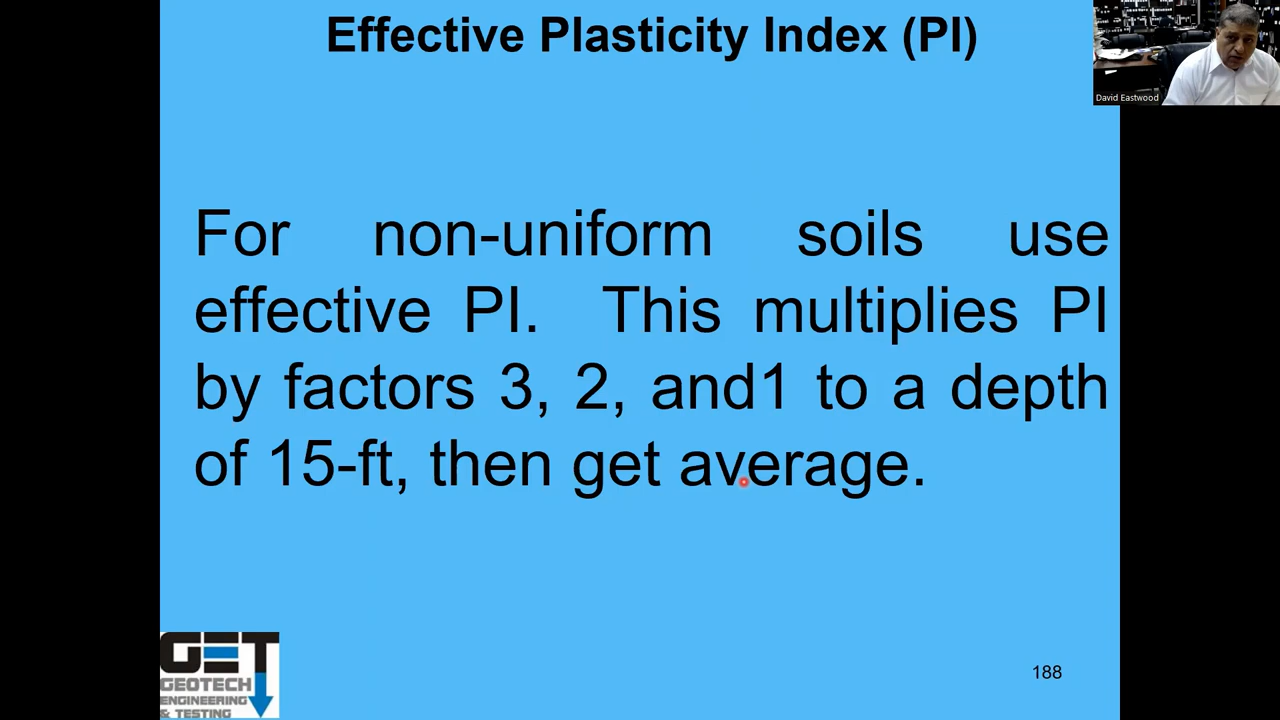 Effective Plasticity Index (PI)
David Eastwood
For non-uniform soils use
effective PI. This multiplies PI
by factors 3, 2, and1 to a depth
of 15-ft, then get average.
GET
GEOTECH
ENGINEERING
& TESTING
188